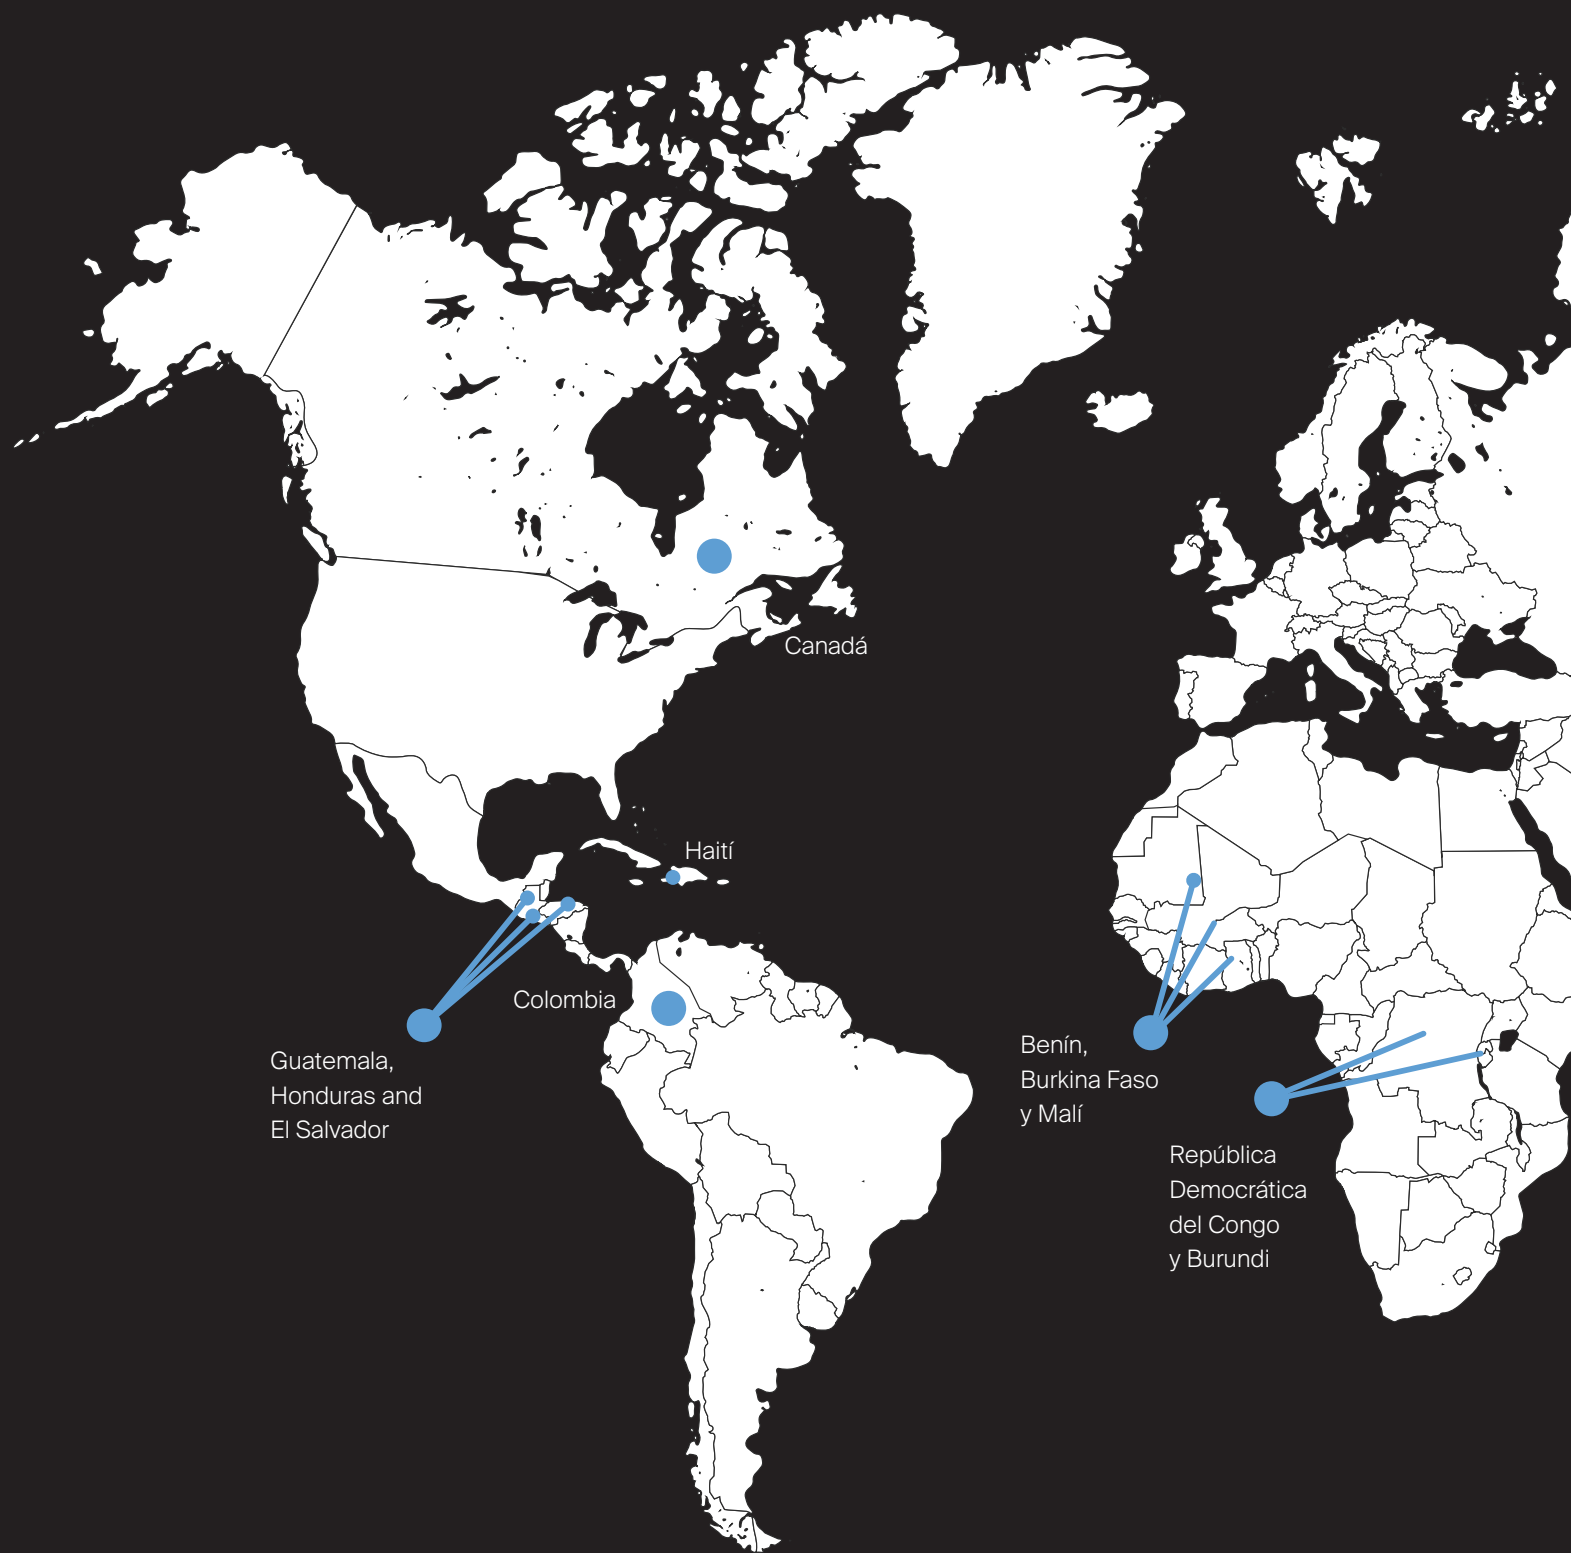 Canadá
Haití
Colombia
Guatemala,
Honduras and
El Salvador
Benín,
Burkina Faso
y Malí
República
Democrática
del Congo
y Burundi